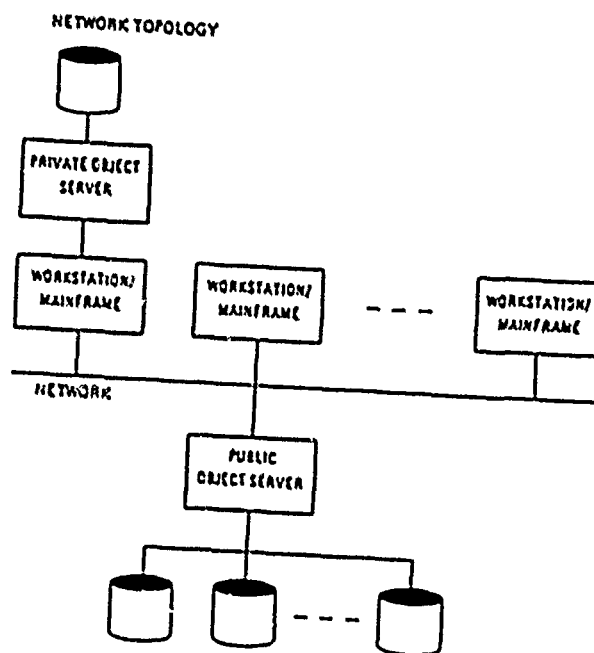 NETWORK TOPOLOGY
PRIVATE OBJECT
SERVER
WORKSTATION/
MAINFRAME
WORKSTATION/
MAINFRAME
WORKSTATION/
MAINFRAME
NETWORK
PUBLIC
OBJECT SERVER